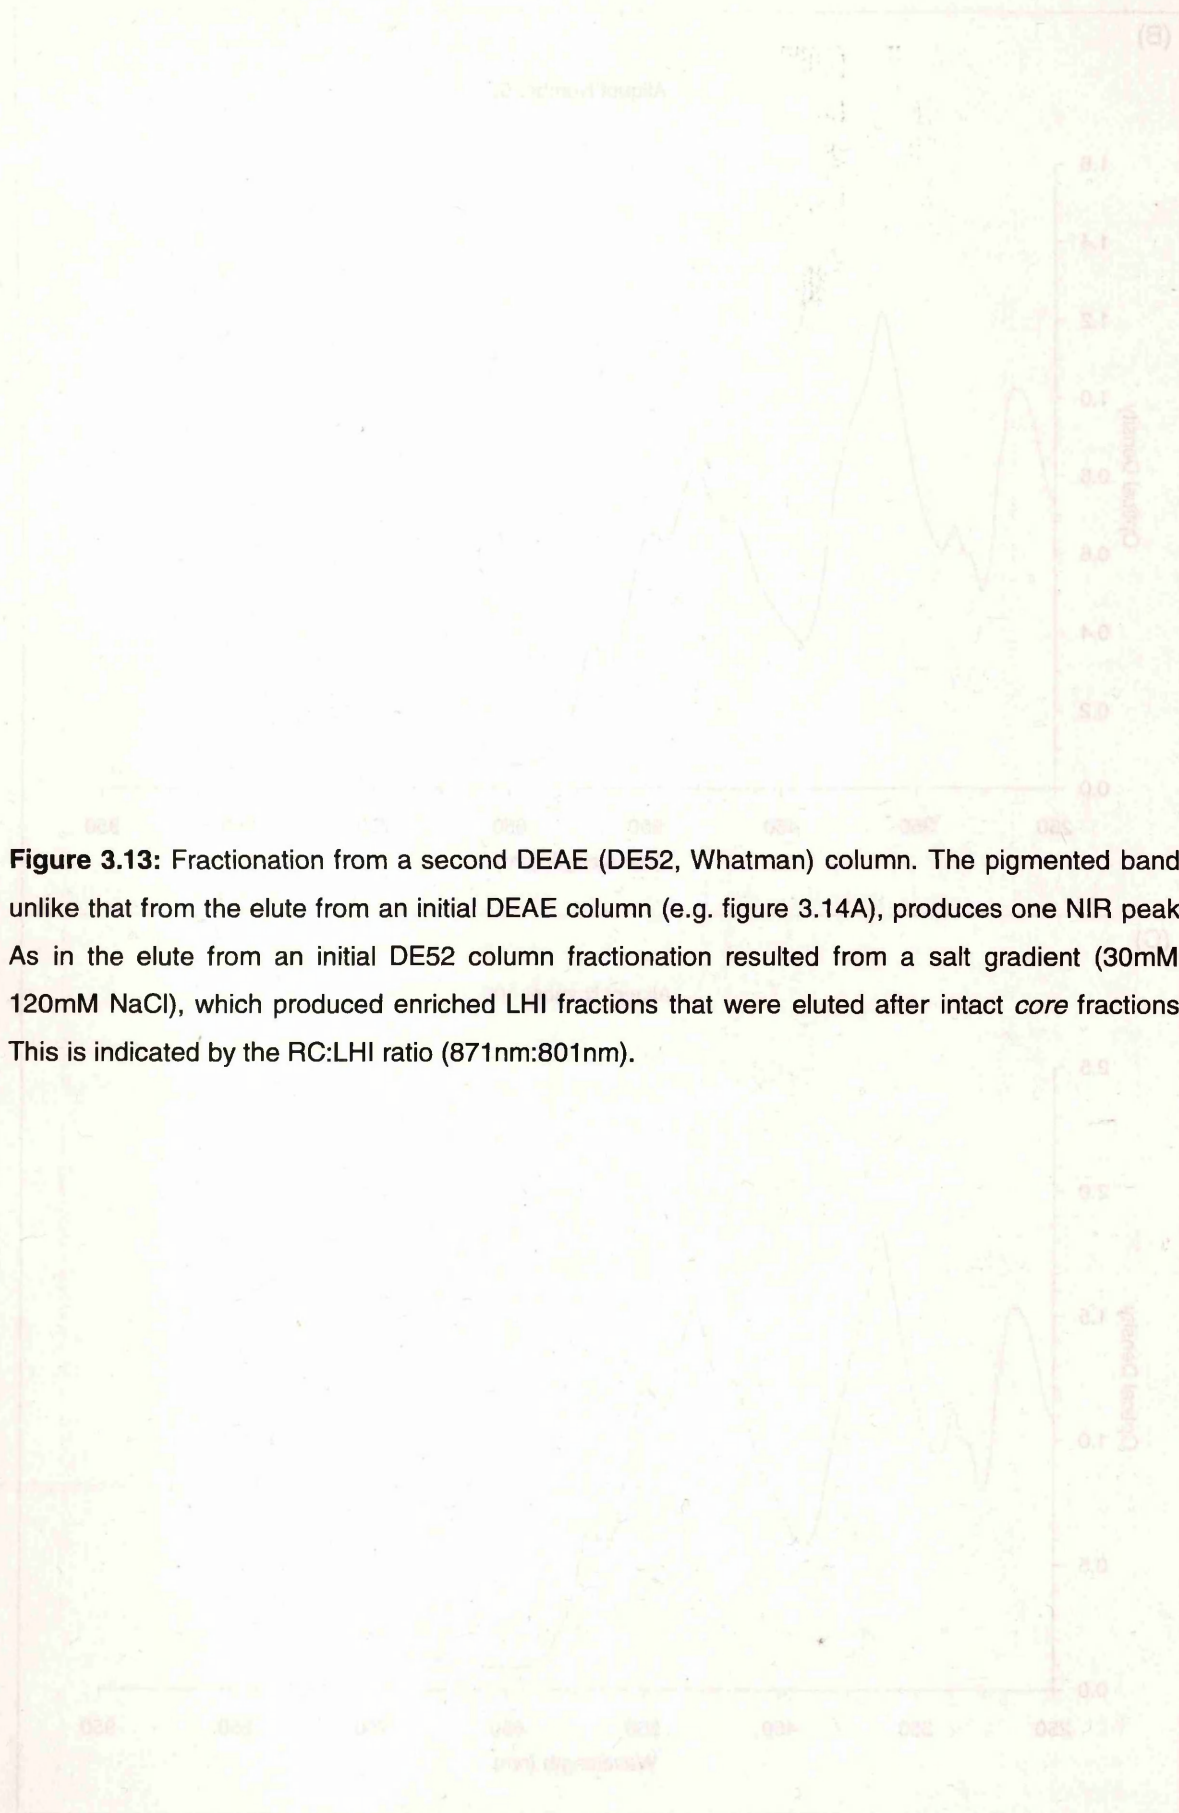 Figure 3.13: Fractionation from a second DEAE (DE52, Whatman) column. The pigmented band
unlike that from the elute from an initial DEAE column (e.g. figure 3.14A), produces one NIR peak
As in the elute from an initial DE52 column fractionation resulted from a salt gradient (30mM
120mM NaCl), which produced enriched LHI fractions that were eluted after intact core fractions
This is indicated by the RC:LHI ratio (871nm:801nm).